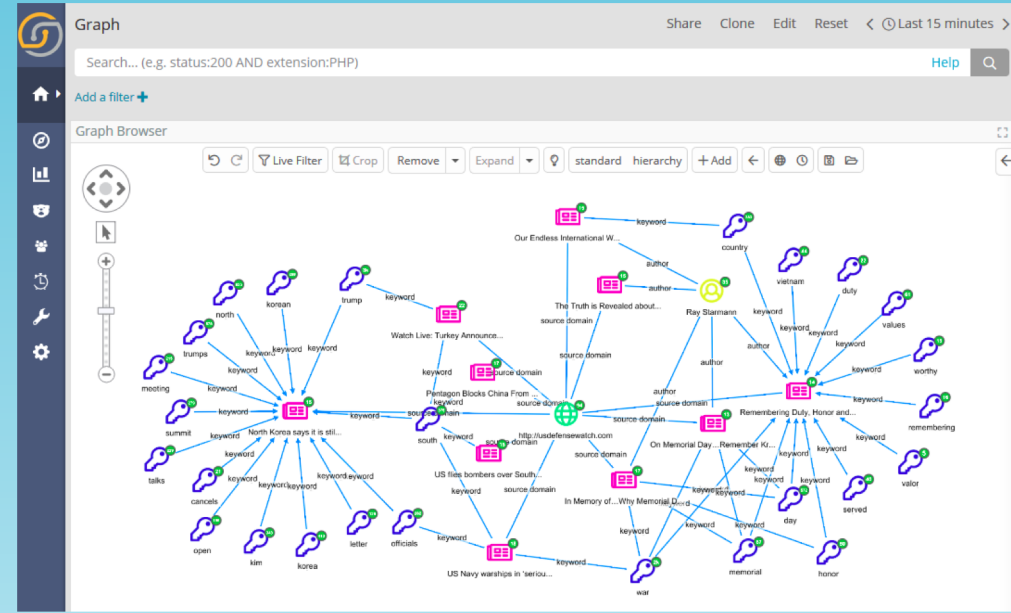 Graph
Share Clone Edit Reset Last 15 minutes
Search... (e.g. status:200 AND extension:PHP) Help
Add a filter
Graph Browser
Live Filter Crop Remove Expand standard hierarchy Add
keyword
Our Endless International W...
country
author
vietnam
duty
korean
trump
keyword
author
north
The Truth is Revealed about...
Ray Starmann
keyword
values
source domain
Watch Live: Turkey Announce...
keyword
keyword
trumps
keyword keyword keyword
author
keyword
source domain
worthy
meeting
keyword
keyword
source domain
author
keyword
Pentagon Blocks China From ...
keyword
source domain
source domain
remembering
summit
keyword
North Korea says it is stil...
keyword
source domain
Remembering Duty, Honor and...
keyword
south
keyword
source domain
http://usdefensewatch.com
source domain
On Memorial Day...Remember Kr...
keyword
talks
keyword
US flies bombers over South...
source domain
keyword
keyword
valor
cancels
keyword keyword keyword keyword keyword
keyword
source domain
In Memory of...Why Memorial D...
keyword
keyword
keyword
served
open
letter
officials
keyword
keyword
keyword
day
keyword
kim
korea
US Navy warships in 'seriou...
keyword
memorial
honor
war